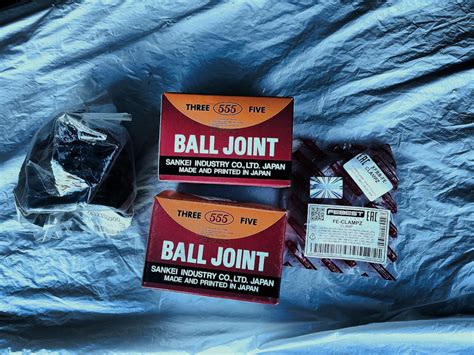 THREE 555 FIVE
BALL JOINT
SANKEI INDUSTRY CO., LTD. JAPAN
MADE AND PRINTED IN JAPAN
THREE 555 FIVE
BALL JOINT
SANKEI INDUSTRY CO., LTD. JAPAN
MADE AND PRINTED IN JAPAN
FEBEST
EAC
FE-CLAMPZ